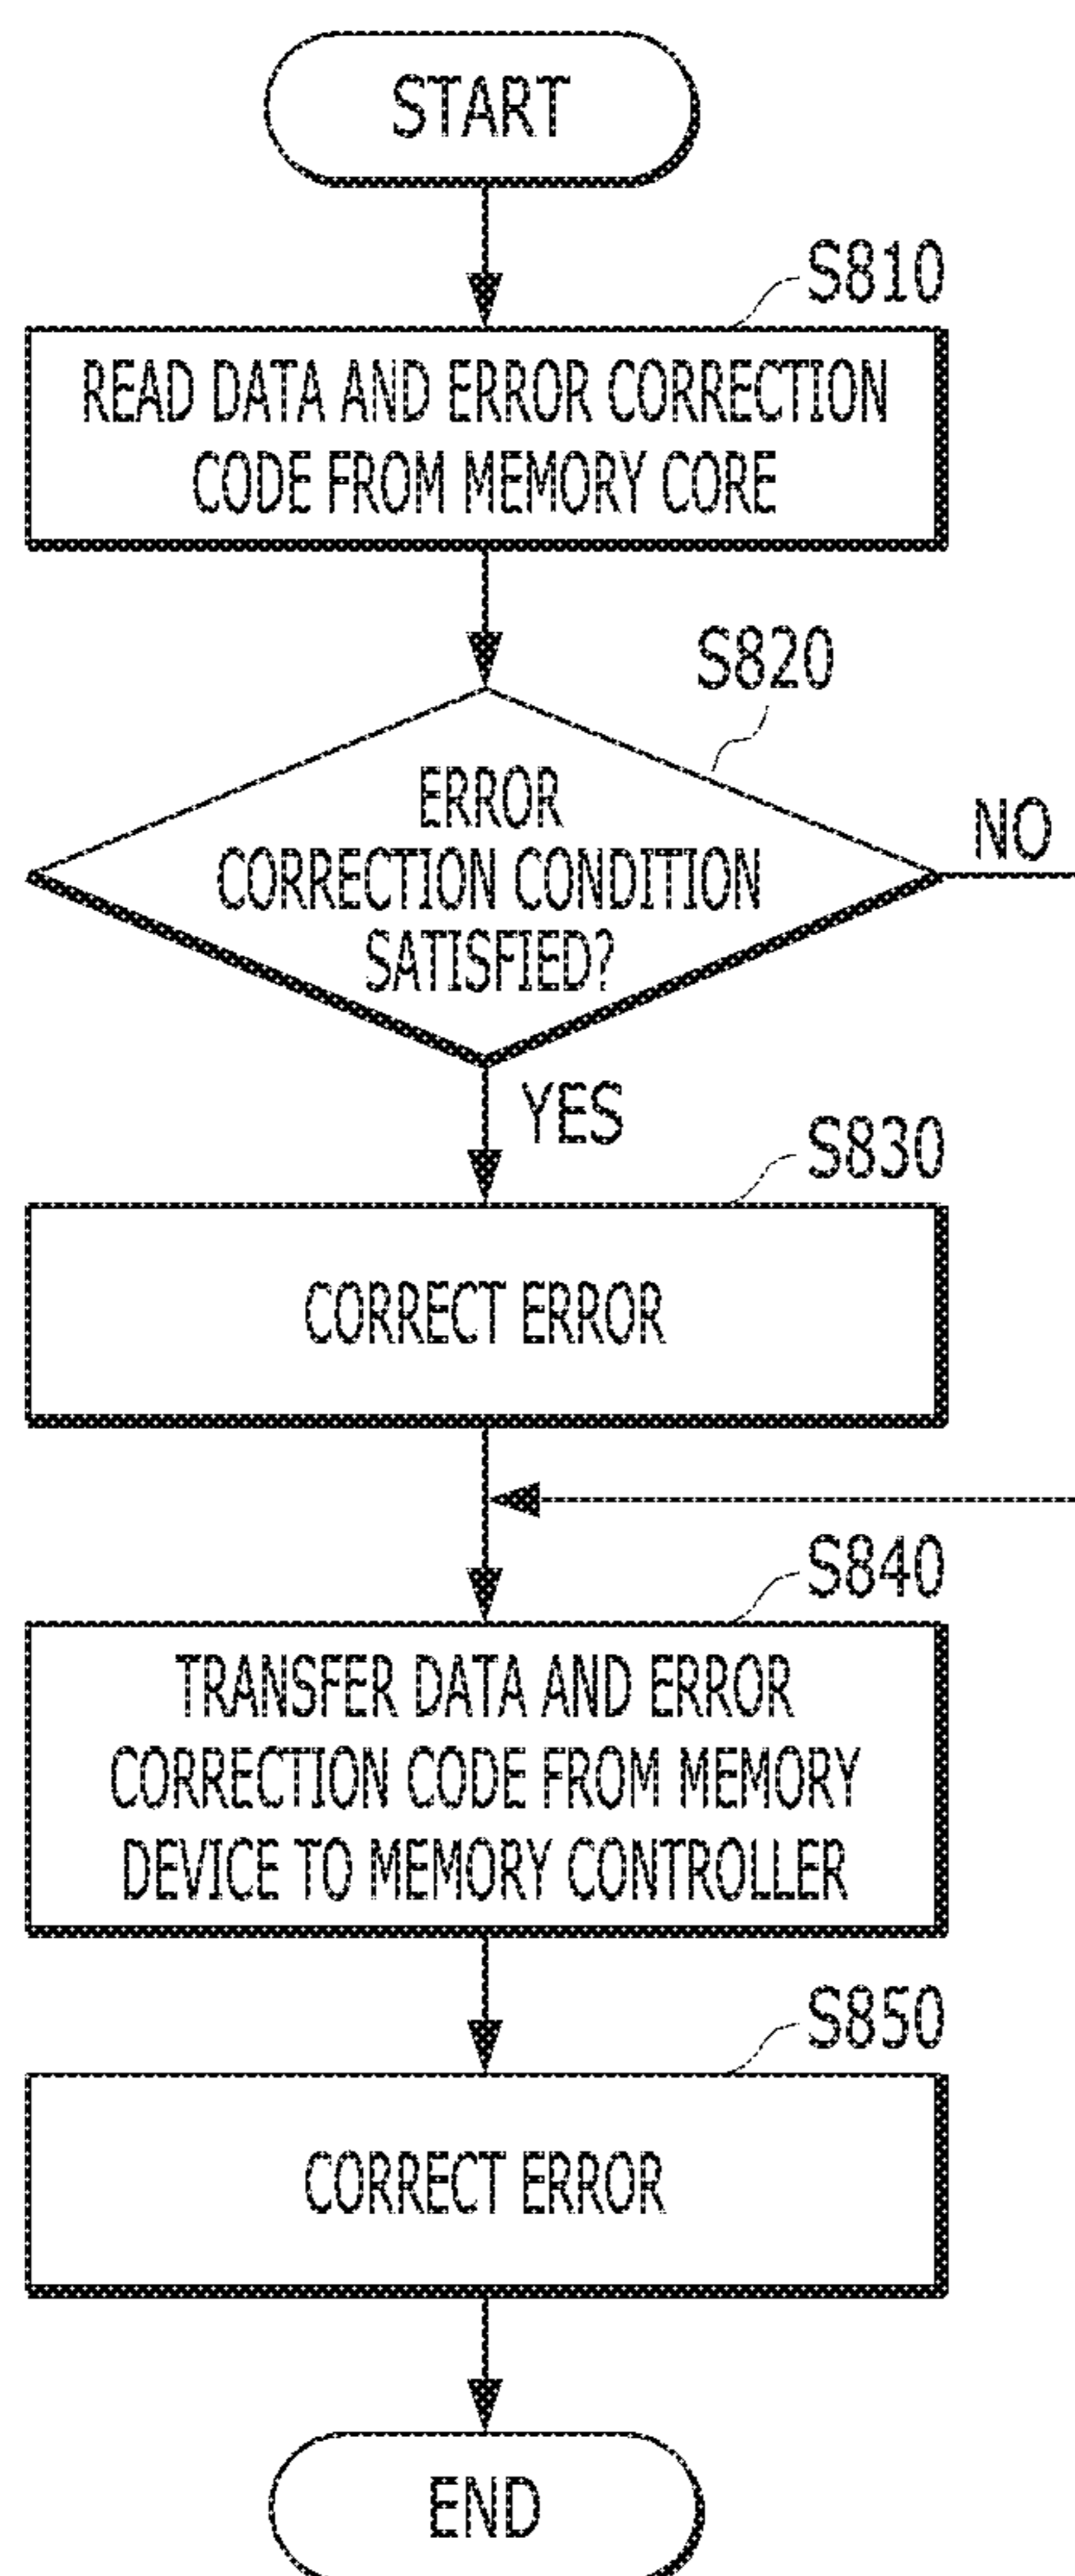 START
S810
READ DATA AND ERROR CORRECTION
CODE FROM MEMORY CORE
S820
ERROR
CORRECTION CONDITION
SATISFIED?
NO
YES
S830
CORRECT ERROR
S840
TRANSFER DATA AND ERROR
CORRECTION CODE FROM MEMORY
DEVICE TO MEMORY CONTROLLER
S850
CORRECT ERROR
END